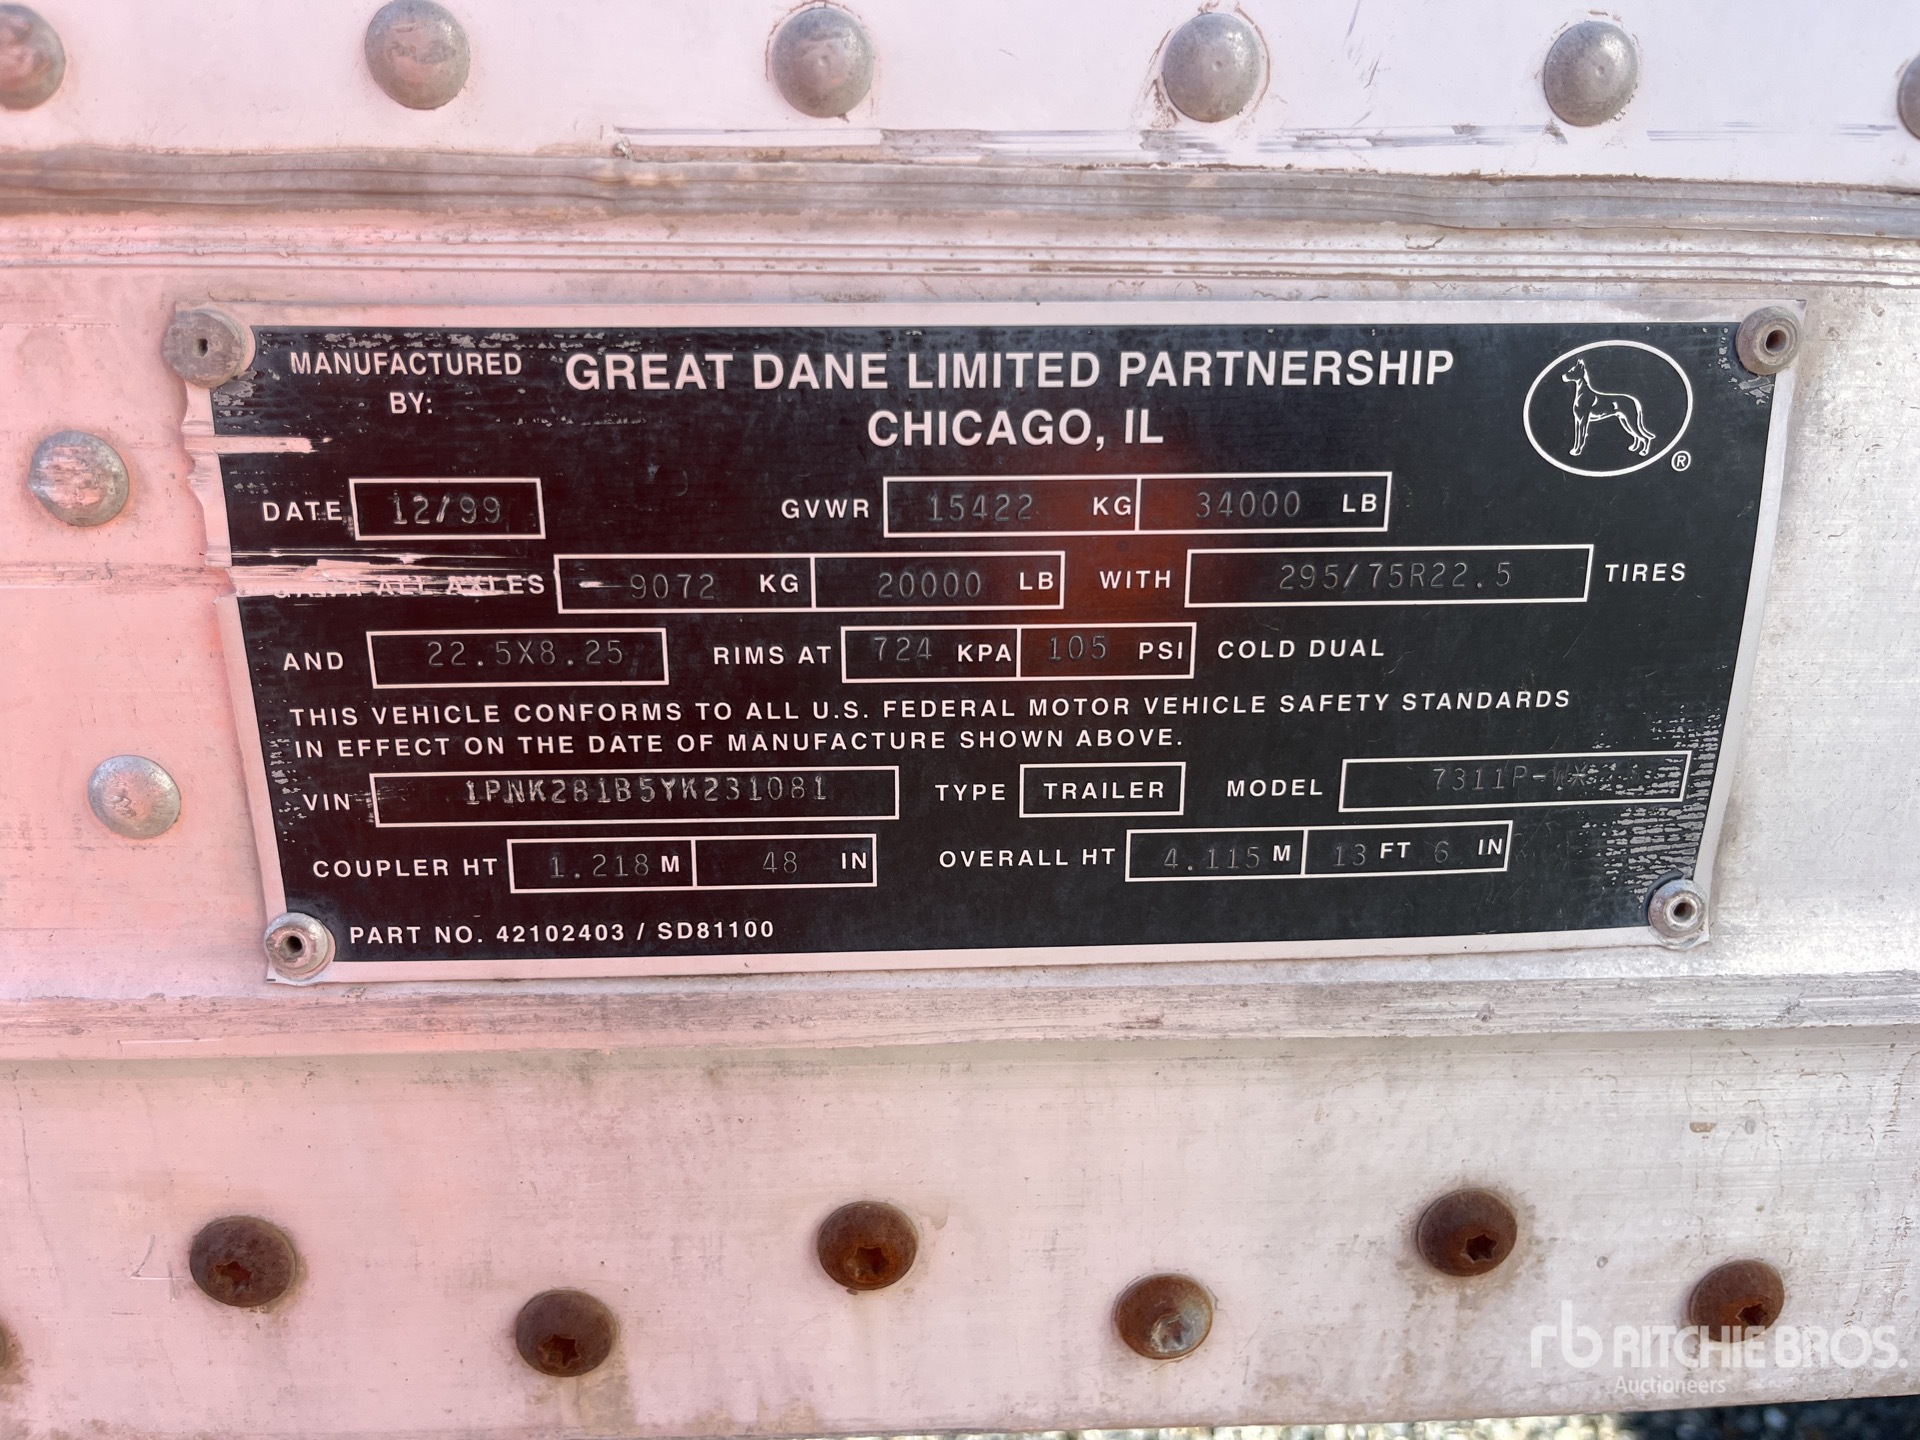 MANUFACTURED BY: GREAT DANE LIMITED PARTNERSHIP
CHICAGO, IL
®
DATE 12/99 GVWR 15422 KG 34000 LB
ALL AXLES 9072 KG 20000 LB WITH 295/75R22.5 TIRES
AND 22.5X8.25 RIMS AT 724 KPA 105 PSI COLD DUAL
THIS VEHICLE CONFORMS TO ALL U.S. FEDERAL MOTOR VEHICLE SAFETY STANDARDS
IN EFFECT ON THE DATE OF MANUFACTURE SHOWN ABOVE.
VIN 1PNK281B5YK231081 TYPE TRAILER MODEL
COUPLER HT 1.218 M 48 IN OVERALL HT 4.115 M 13 FT 6 IN
PART NO. 42102403 / SD81100
rb RITCHIE BROS.
Auctioneers